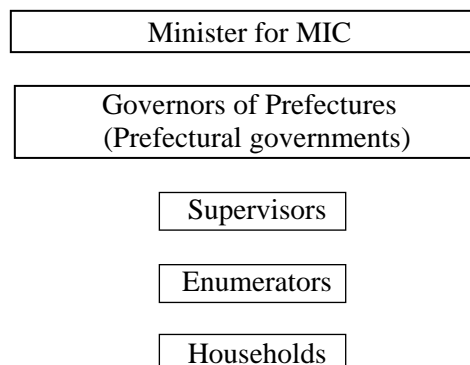 Minister for MIC
Governors of Prefectures
(Prefectural governments)
Supervisors
Enumerators
Households